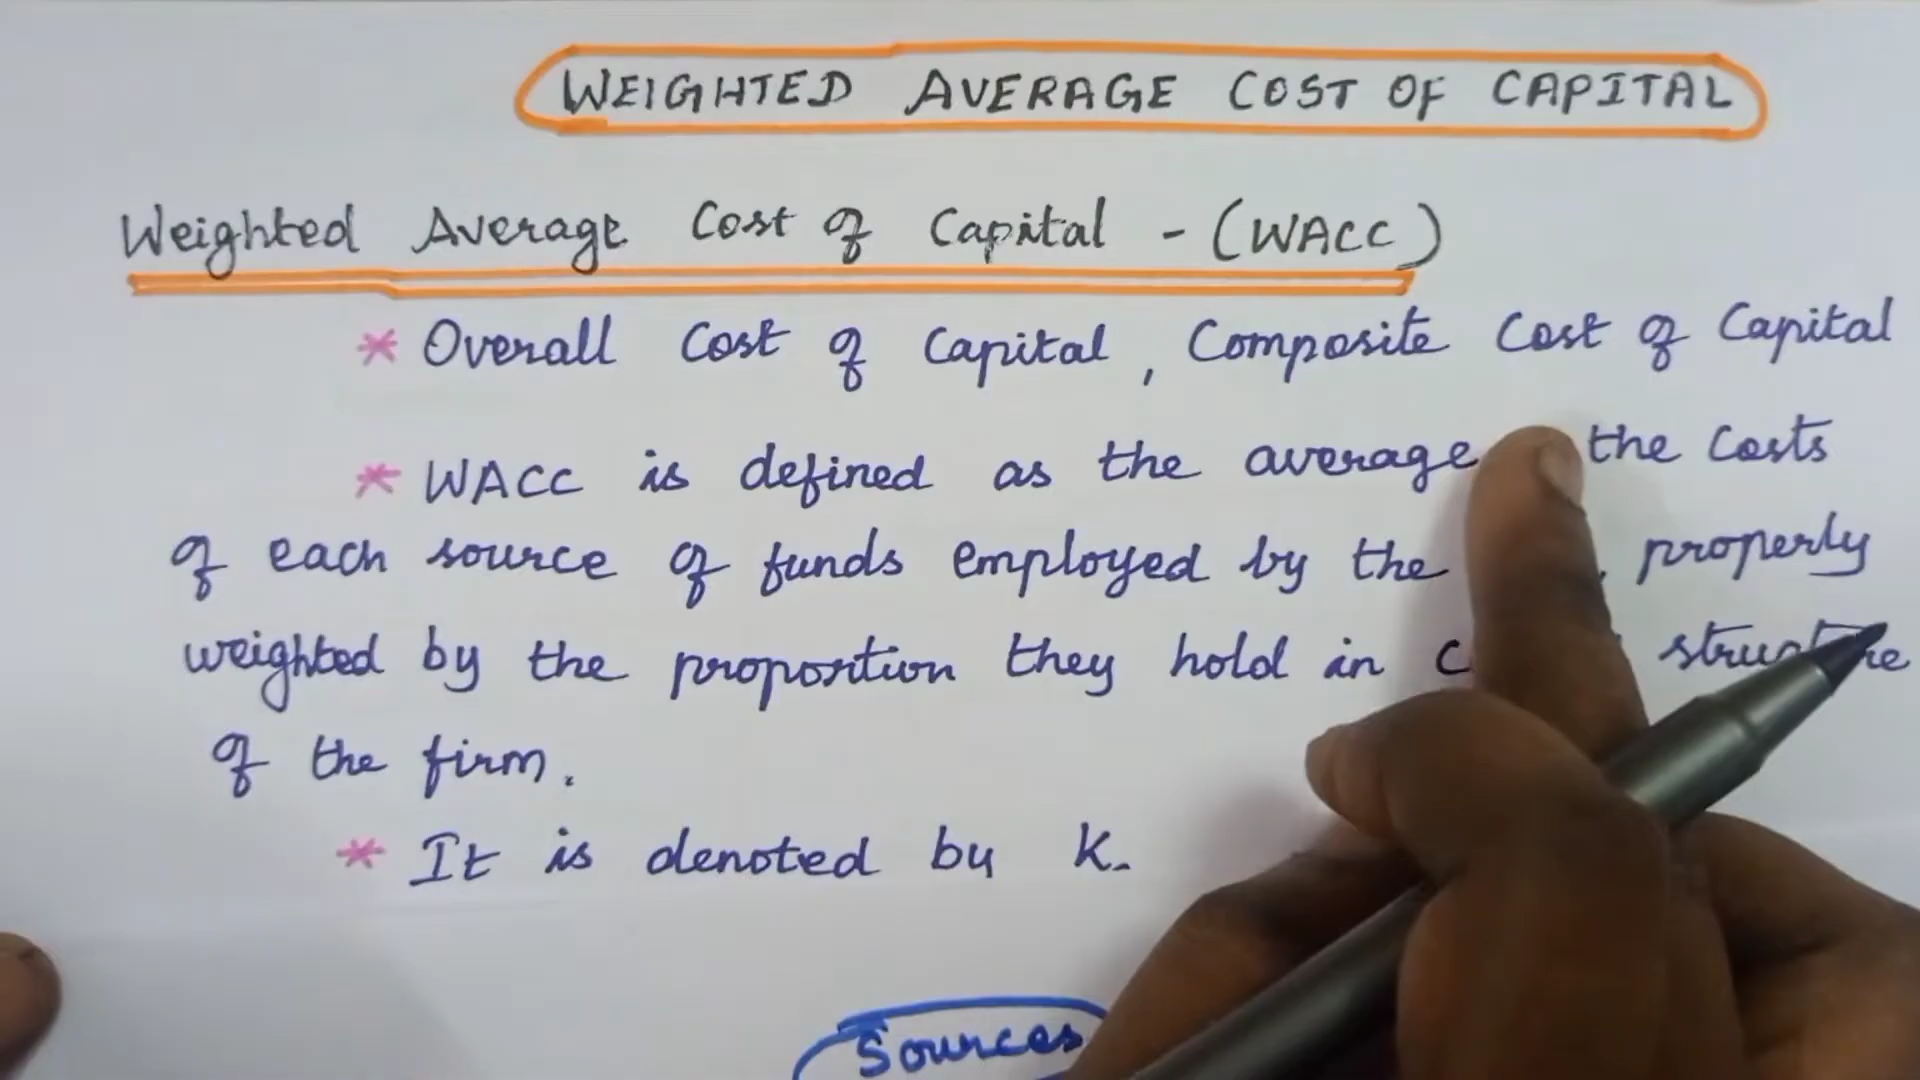 WEIGHTED AVERAGE COST OF CAPITAL
Weighted Average Cost of Capital - (WACC)
* Overall Cost of Capital, Composite Cost of Capital
* WACC is defined as the average the costs
of each source of funds employed by the properly
weighted by the proportion they hold in structure
of the firm.
* It is denoted by K.
Sources